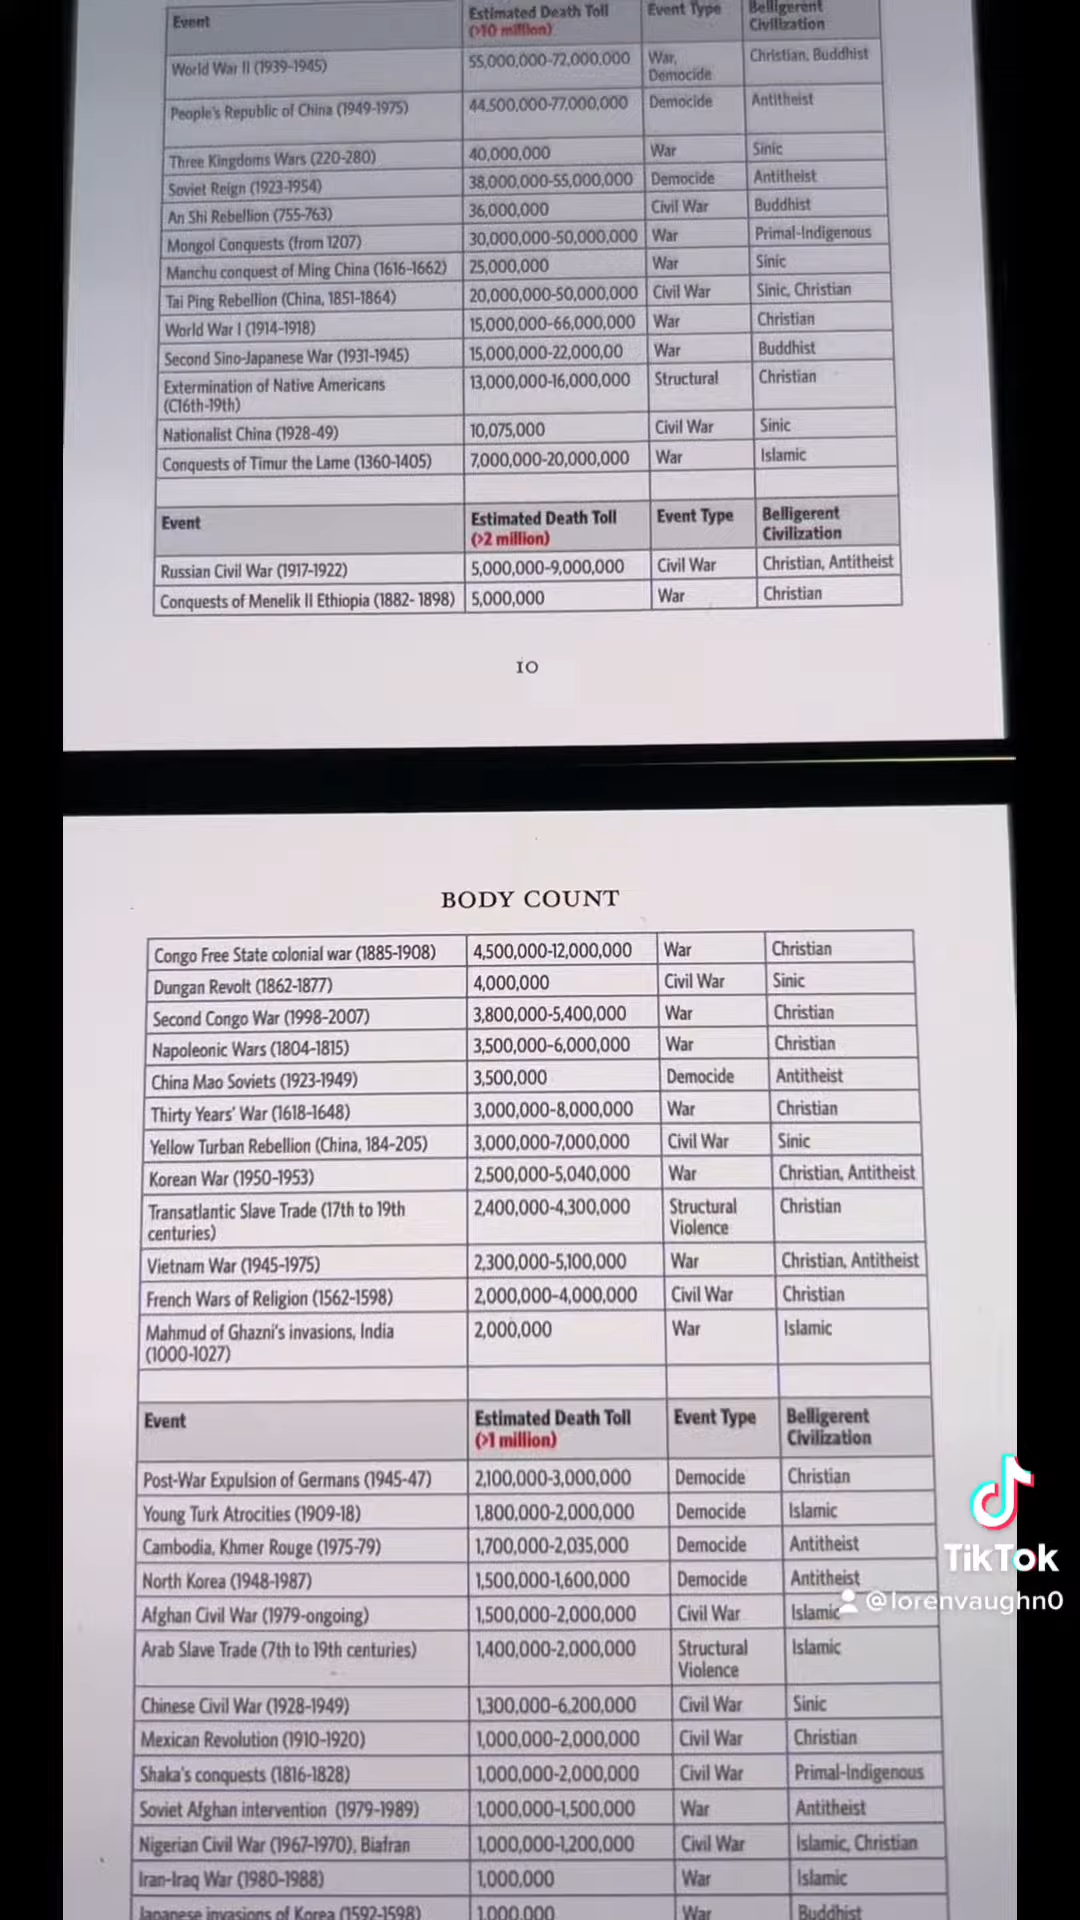 Event Estimated Death Toll Event Type Belligerent
(>10 million) Civilization
World War II (1939-1945) 55,000,000-72,000,000 War, Christian, Buddhist
Democide
People's Republic of China (1949-1975) 44,500,000-77,000,000 Democide Antitheist
Three Kingdoms Wars (220-280) 40,000,000 War Sinic
Soviet Reign (1923-1954) 38,000,000-55,000,000 Democide Antitheist
An Shi Rebellion (755-763) 36,000,000 Civil War Buddhist
Mongol Conquests (from 1207) 30,000,000-50,000,000 War Primal-Indigenous
Manchu conquest of Ming China (1616-1662) 25,000,000 War Sinic
Tai Ping Rebellion (China, 1851-1864) 20,000,000-50,000,000 Civil War Sinic, Christian
World War I (1914-1918) 15,000,000-66,000,000 War Christian
Second Sino-Japanese War (1931-1945) 15,000,000-22,000,00 War Buddhist
Extermination of Native Americans 13,000,000-16,000,000 Structural Christian
(C16th-19th)
Nationalist China (1928-49) 10,075,000 Civil War Sinic
Conquests of Timur the Lame (1360-1405) 7,000,000-20,000,000 War Islamic
Event Estimated Death Toll Event Type Belligerent
(>2 million) Civilization
Russian Civil War (1917-1922) 5,000,000-9,000,000 Civil War Christian, Antitheist
Conquests of Menelik II Ethiopia (1882- 1898) 5,000,000 War Christian
10
BODY COUNT
Congo Free State colonial war (1885-1908) 4,500,000-12,000,000 War Christian
Dungan Revolt (1862-1877) 4,000,000 Civil War Sinic
Second Congo War (1998-2007) 3,800,000-5,400,000 War Christian
Napoleonic Wars (1804-1815) 3,500,000-6,000,000 War Christian
China Mao Soviets (1923-1949) 3,500,000 Democide Antitheist
Thirty Years' War (1618-1648) 3,000,000-8,000,000 War Christian
Yellow Turban Rebellion (China, 184-205) 3,000,000-7,000,000 Civil War Sinic
Korean War (1950-1953) 2,500,000-5,040,000 War Christian, Antitheist
Transatlantic Slave Trade (17th to 19th 2,400,000-4,300,000 Structural Christian
centuries) Violence
Vietnam War (1945-1975) 2,300,000-5,100,000 War Christian, Antitheist
French Wars of Religion (1562-1598) 2,000,000-4,000,000 Civil War Christian
Mahmud of Ghazni's invasions, India 2,000,000 War Islamic
(1000-1027)
Event Estimated Death Toll Event Type Belligerent
(>1 million) Civilization
Post-War Expulsion of Germans (1945-47) 2,100,000-3,000,000 Democide Christian
Young Turk Atrocities (1909-18) 1,800,000-2,000,000 Democide Islamic
Cambodia, Khmer Rouge (1975-79) 1,700,000-2,035,000 Democide Antitheist
North Korea (1948-1987) 1,500,000-1,600,000 Democide Antitheist
Afghan Civil War (1979-ongoing) 1,500,000-2,000,000 Civil War Islamic
Arab Slave Trade (7th to 19th centuries) 1,400,000-2,000,000 Structural Islamic
Violence
Chinese Civil War (1928-1949) 1,300,000-6,200,000 Civil War Sinic
Mexican Revolution (1910-1920) 1,000,000-2,000,000 Civil War Christian
Shaka's conquests (1816-1828) 1,000,000-2,000,000 Civil War Primal-Indigenous
Soviet Afghan intervention (1979-1989) 1,000,000-1,500,000 War Antitheist
Nigerian Civil War (1967-1970), Biafran 1,000,000-1,200,000 Civil War Islamic, Christian
Iran-Iraq War (1980-1988) 1,000,000 War Islamic
Japanese invasions of Korea (1592-1598) 1,000,000 War Buddhist
TikTok
@lorenvaughn0